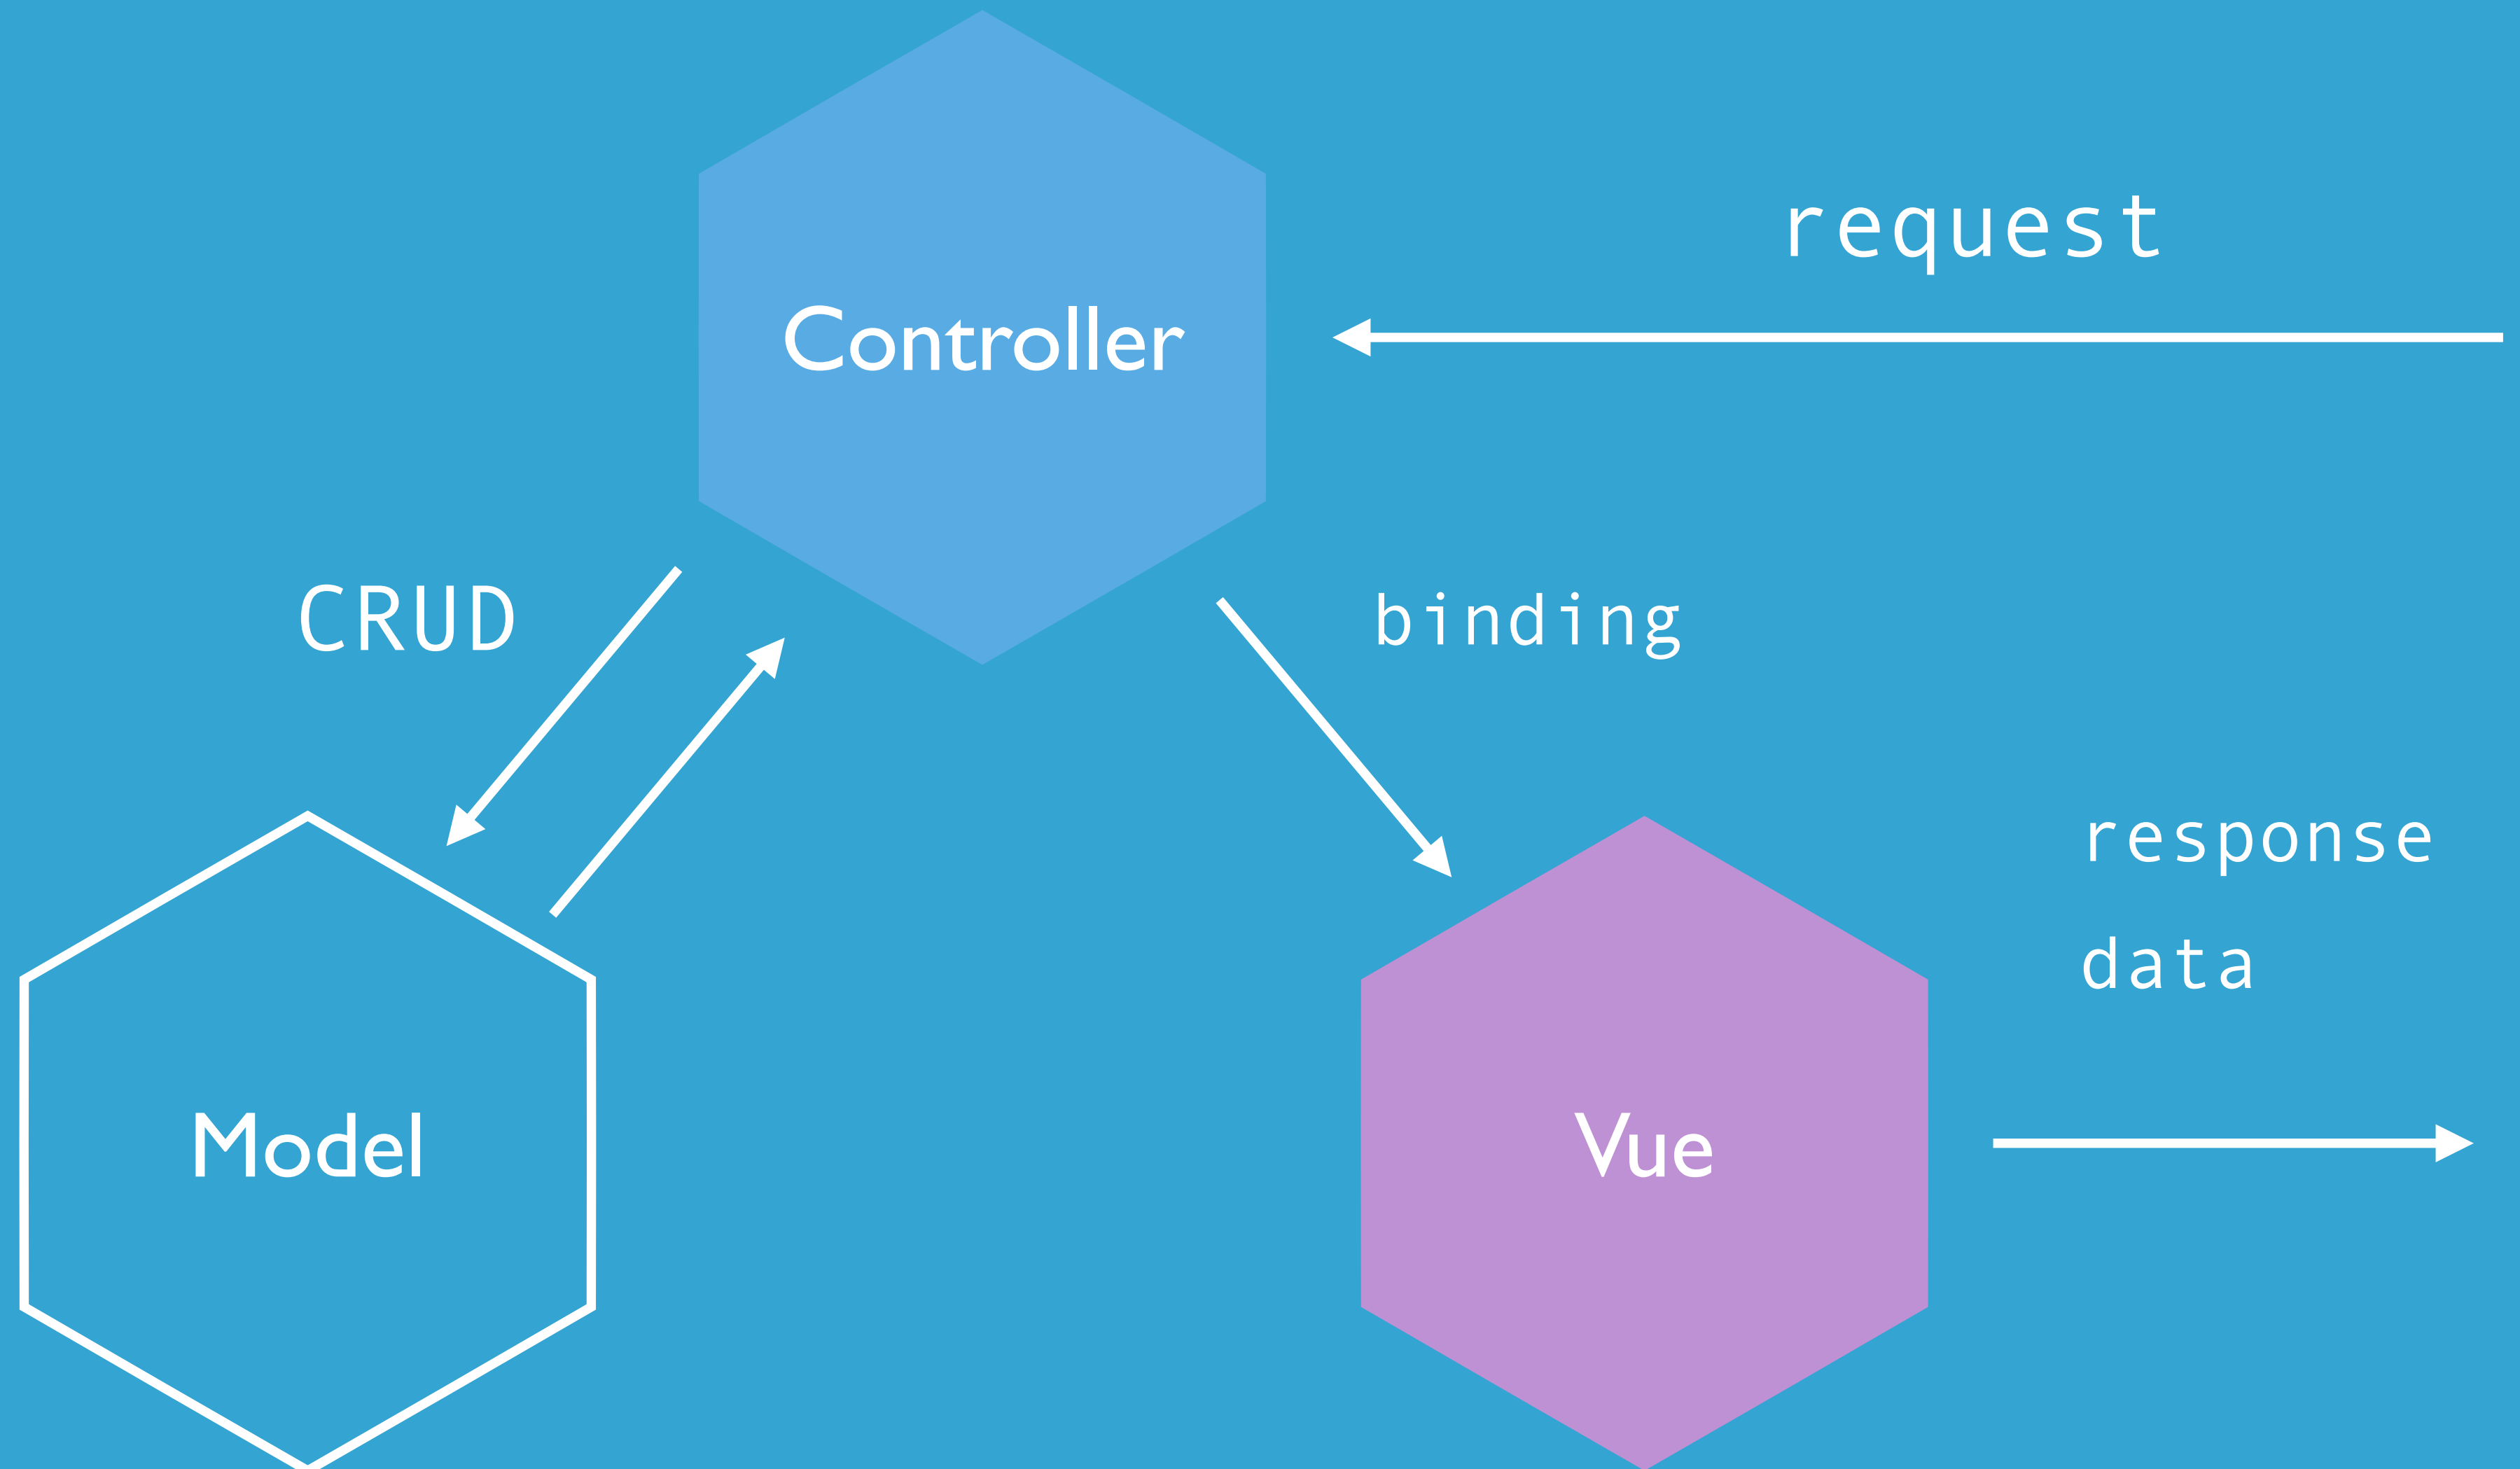 request
Controller
CRUD
binding
response
data
Model
Vue